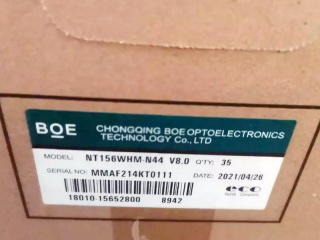 BOE
CHONGQING BOE OPTOELECTRONICS
TECHNOLOGY Co., LTD
MODEL: NT156WHM-N44 V8.0 Q'TY: 35
SERIAL NO: MMAF214KT0111 DATE: 2021/04/26
18010-15652800 8942
eco